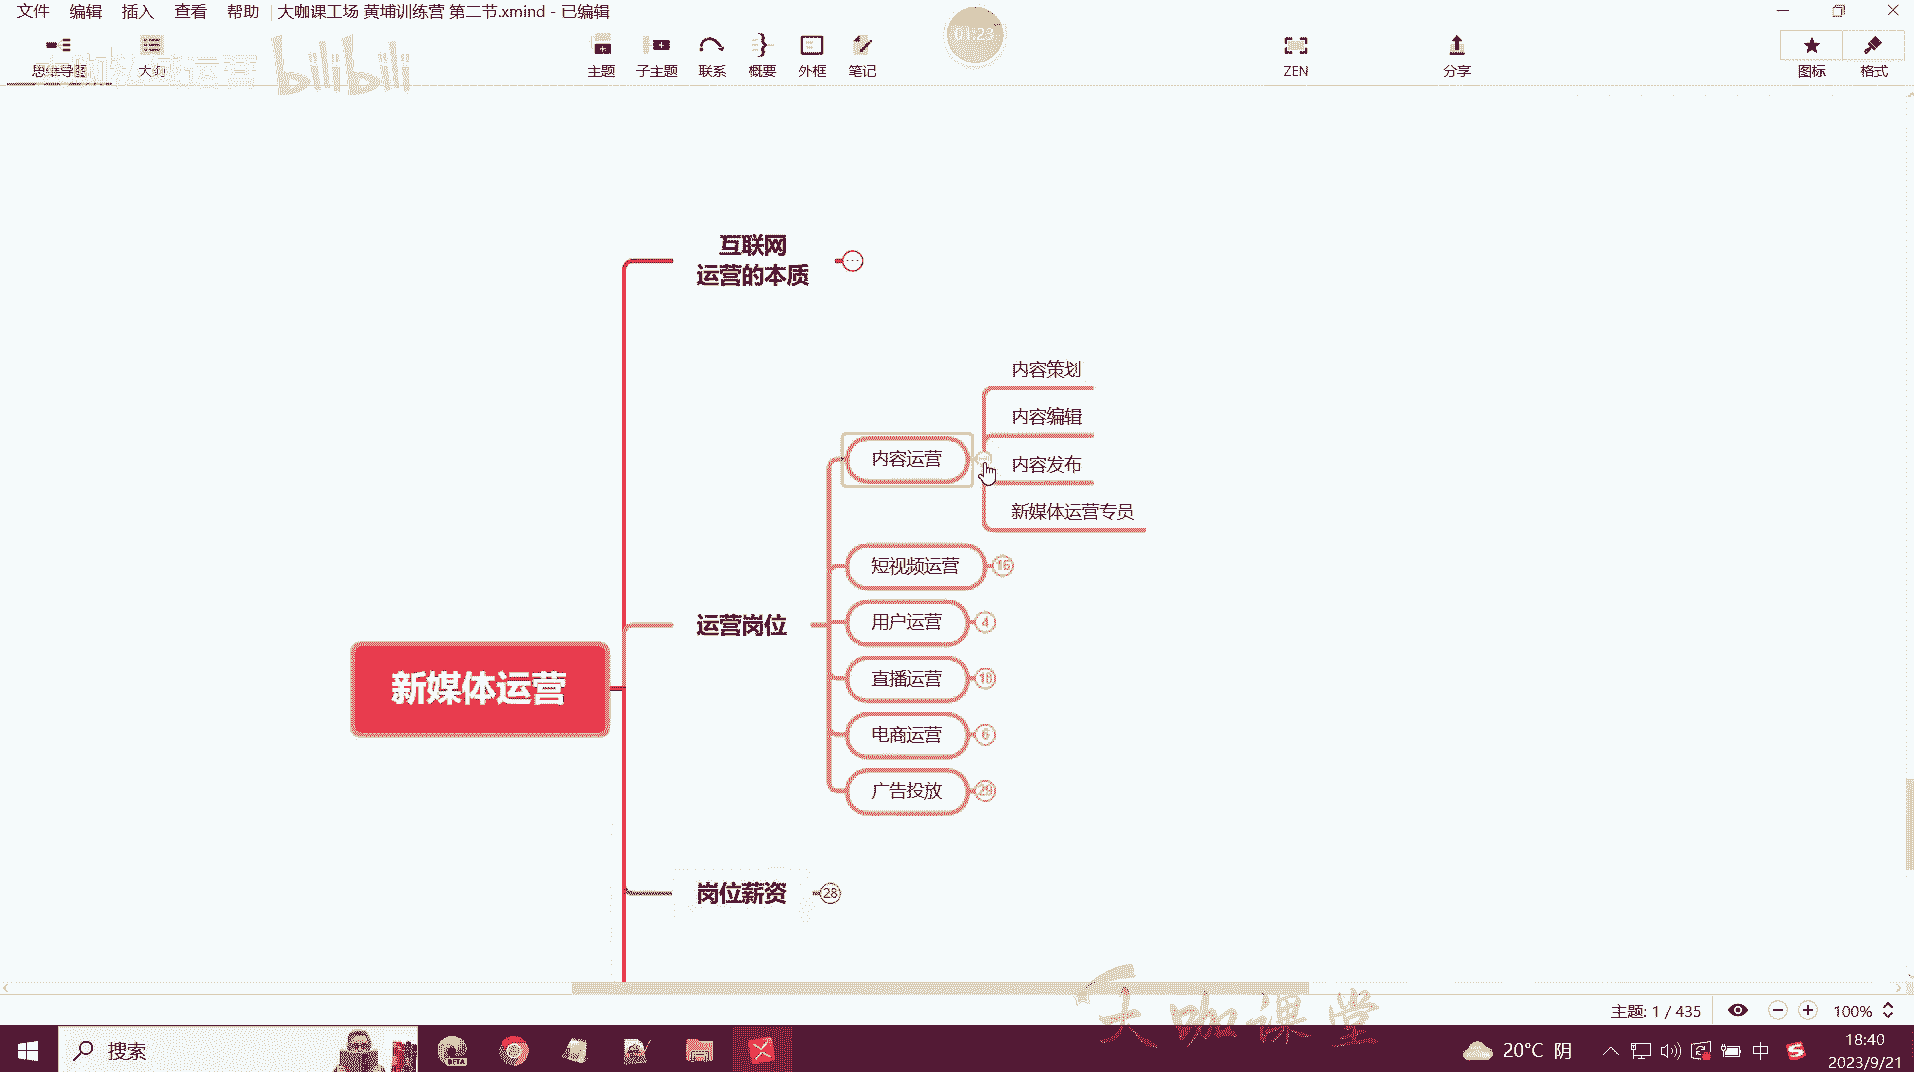 文件 编辑 插入 查看 帮助 大咖课工场 黄埔训练营 第二节.xmind - 已编辑
01:23
主题 子主题 联系 概要 外框 笔记 ZEN 分享 图标 格式
bilibili
互联网
运营的本质
内容策划
内容编辑
内容运营
内容发布
新媒体运营专员
短视频运营 16
用户运营 4
运营岗位
直播运营 18
新媒体运营
电商运营 6
广告投放 29
岗位薪资 28
大咖课堂
主题: 1 / 435 100%
搜索 BETA 20°C 阴 中 18:40
2023/9/21